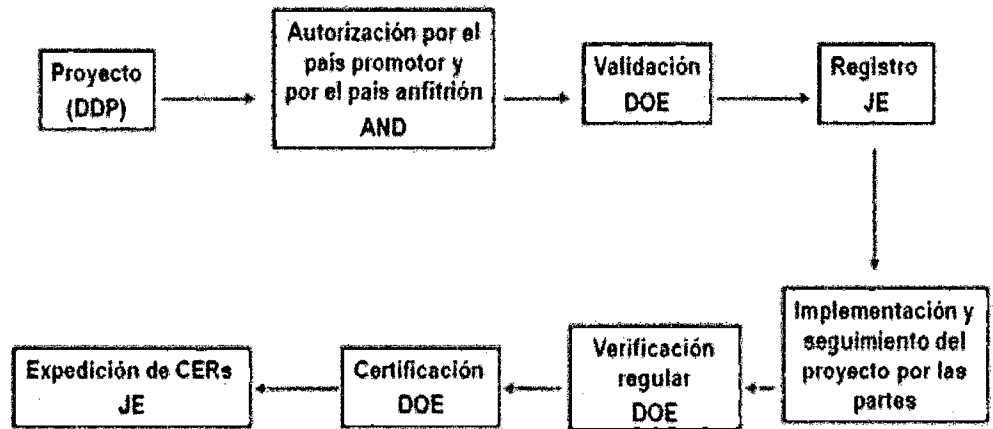 Proyecto
(DDP)
Autorización por el
país promotor y
por el pais anfitrión
AND
Validación
DOE
Registro
JE
Implementación y
seguimiento del
proyecto por las
partes
Verificación
regular
DOE
Certificación
DOE
Expedición de CERs
JE